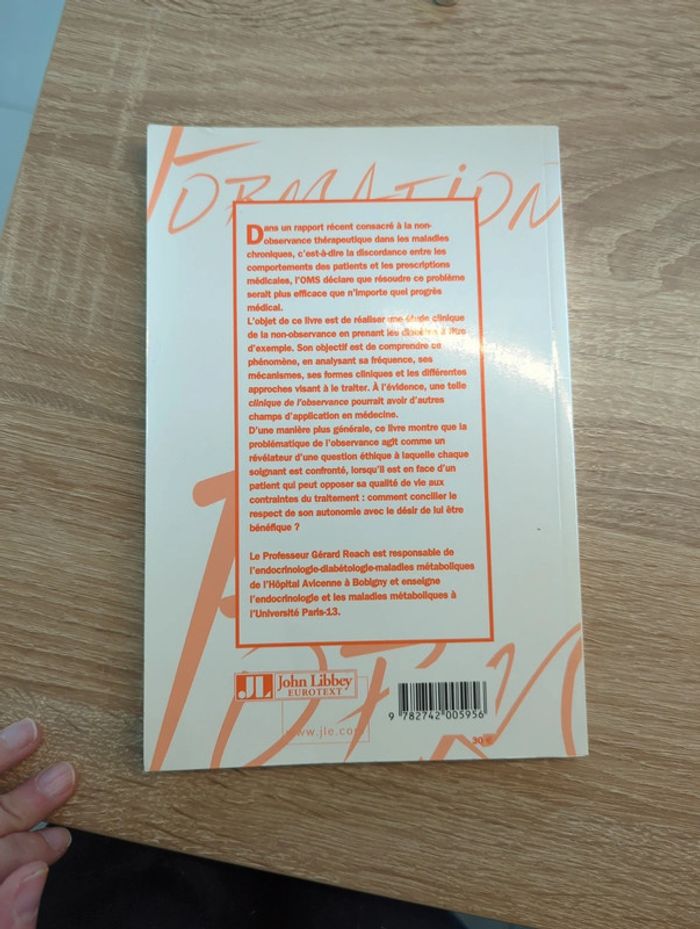 FORMATION
Dans un rapport récent consacré à la non-
observance thérapeutique dans les maladies
chroniques, c'est-à-dire la discordance entre les
comportements des patients et les prescriptions
médicales, l'OMS déclare que résoudre ce problème
serait plus efficace que n'importe quel progrès
médical.
L'objet de ce livre est de réaliser une étude clinique
de la non-observance en prenant les diabètes à titre
d'exemple. Son objectif est de comprendre ce
phénomène, en analysant sa fréquence, ses
mécanismes, ses formes cliniques et les différentes
approches visant à le traiter. À l'évidence, une telle
clinique de l'observance pourrait avoir d'autres
champs d'application en médecine.
D'une manière plus générale, ce livre montre que la
problématique de l'observance agit comme un
révélateur d'une question éthique à laquelle chaque
soignant est confronté, lorsqu'il est en face d'un
patient qui peut opposer sa qualité de vie aux
contraintes du traitement : comment concilier le
respect de son autonomie avec le désir de lui être
bénéfique ?
Le Professeur Gérard Reach est responsable de
l'endocrinologie-diabétologie-maladies métaboliques
de l'Hôpital Avicenne à Bobigny et enseigne
l'endocrinologie et les maladies métaboliques à
l'Université Paris-13.
JL John Libbey
EUROTEXT
www.jle.com
9 782742 005956
30 €